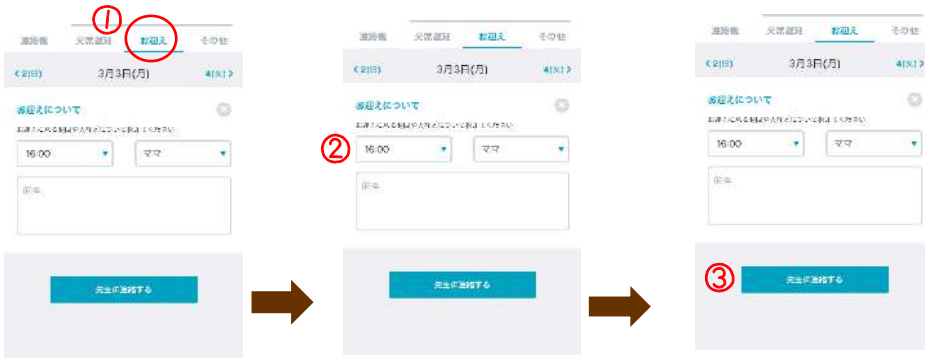 ①
連絡帳 欠席遅刻 お迎え その他
2(日) 3月3日(月) 4(火)
お迎えについて
16:00 ママ
備考
先生に連絡する
連絡帳 欠席遅刻 お迎え その他
2(日) 3月3日(月) 4(火)
お迎えについて
② 16:00 ママ
備考
先生に連絡する
連絡帳 欠席遅刻 お迎え その他
2(日) 3月3日(月) 4(火)
お迎えについて
16:00 ママ
備考
③ 先生に連絡する